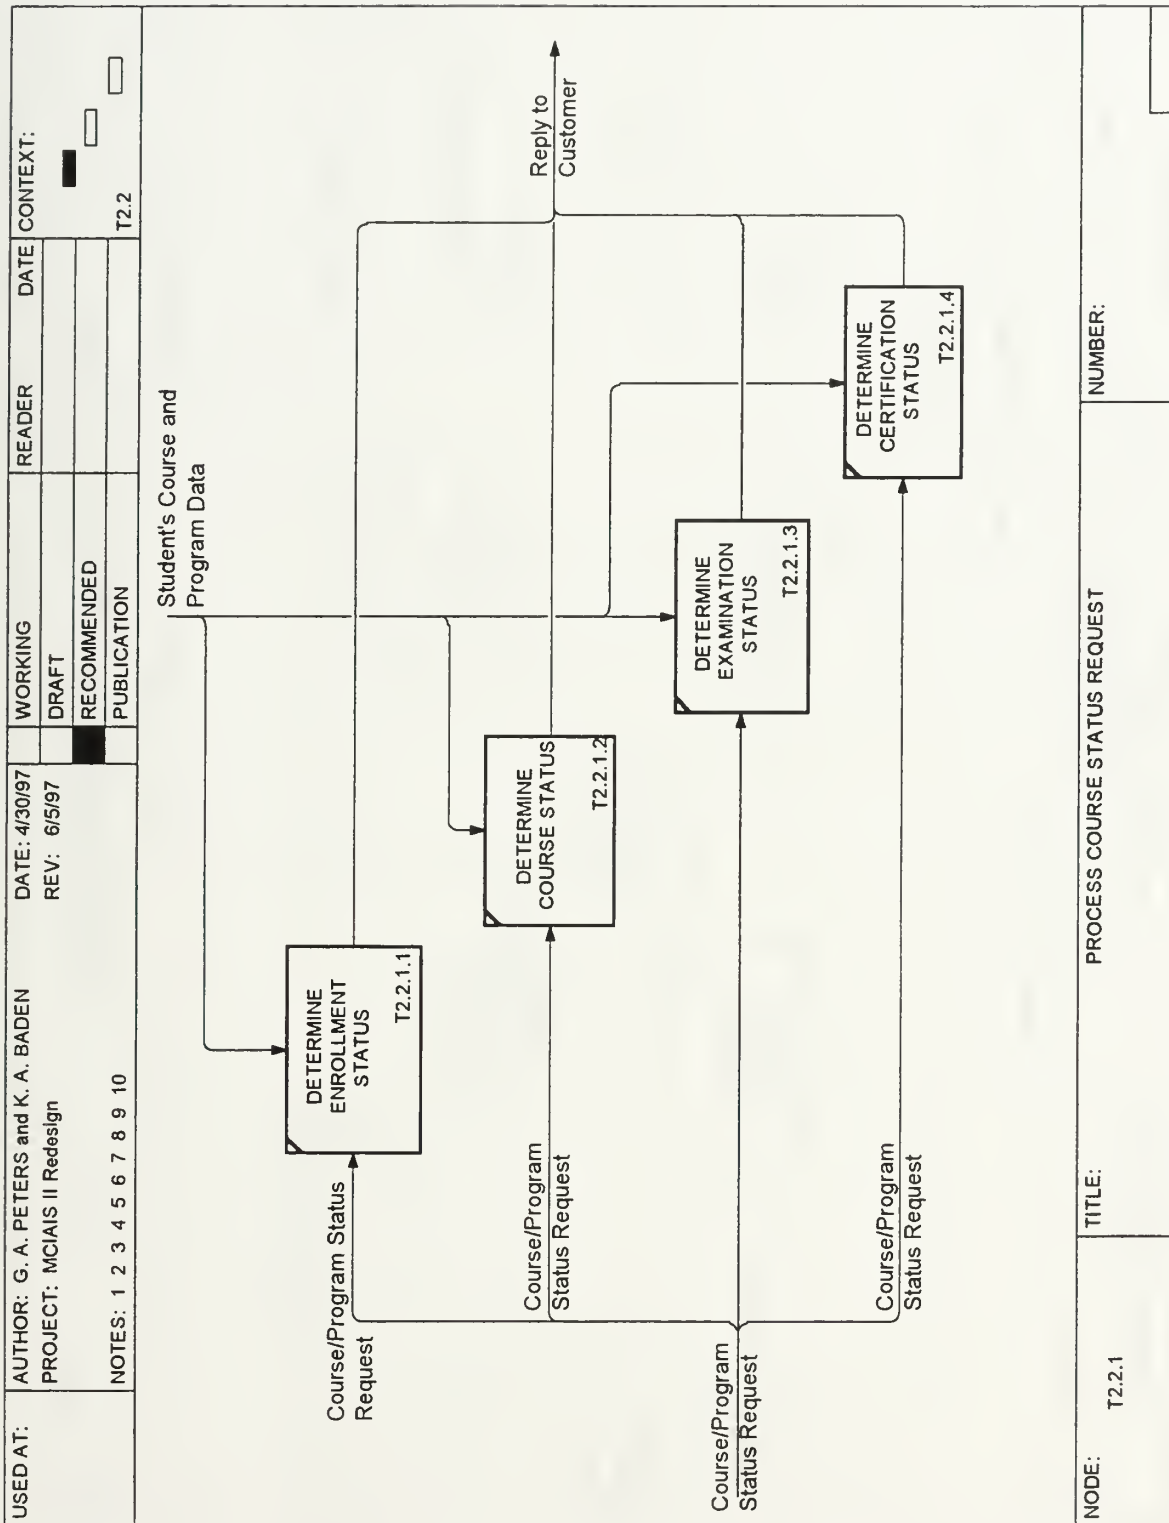 USED AT:
AUTHOR: G. A. PETERS and K. A. BADEN
PROJECT: MCIAIS II Redesign
NOTES: 1 2 3 4 5 6 7 8 9 10
DATE: 4/30/97
REV: 6/5/97
WORKING
DRAFT
RECOMMENDED
PUBLICATION
READER
DATE
CONTEXT:
T2.2
Student's Course and
Program Data
DETERMINE
ENROLLMENT
STATUS
T2.2.1.1
Course/Program Status
Request
DETERMINE
COURSE STATUS
T2.2.1.2
Course/Program
Status Request
Reply to
Customer
DETERMINE
EXAMINATION
STATUS
T2.2.1.3
Course/Program
Status Request
DETERMINE
CERTIFICATION
STATUS
T2.2.1.4
Course/Program
Status Request
NODE:
T2.2.1
TITLE:
PROCESS COURSE STATUS REQUEST
NUMBER: